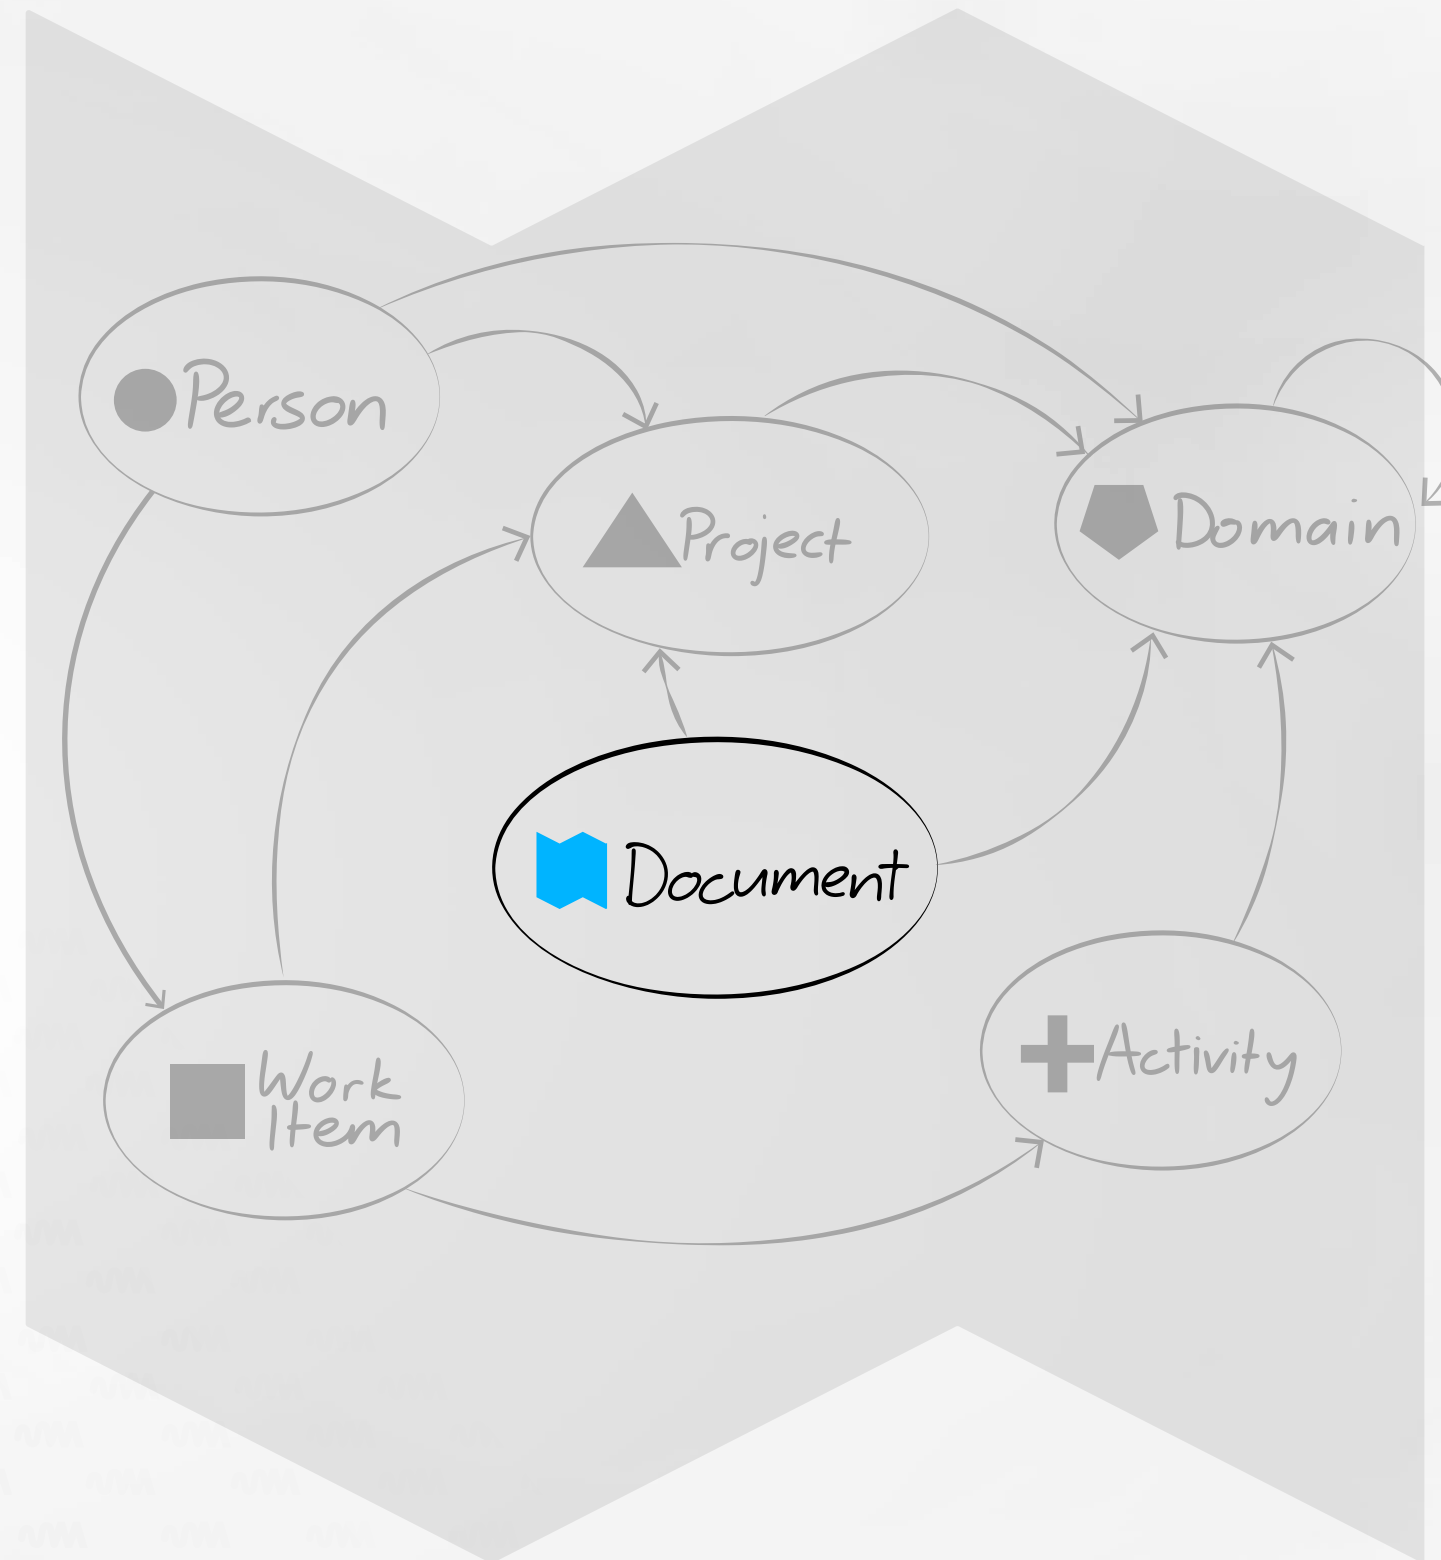 Person
Project
Domain
Document
Work
Item
Activity